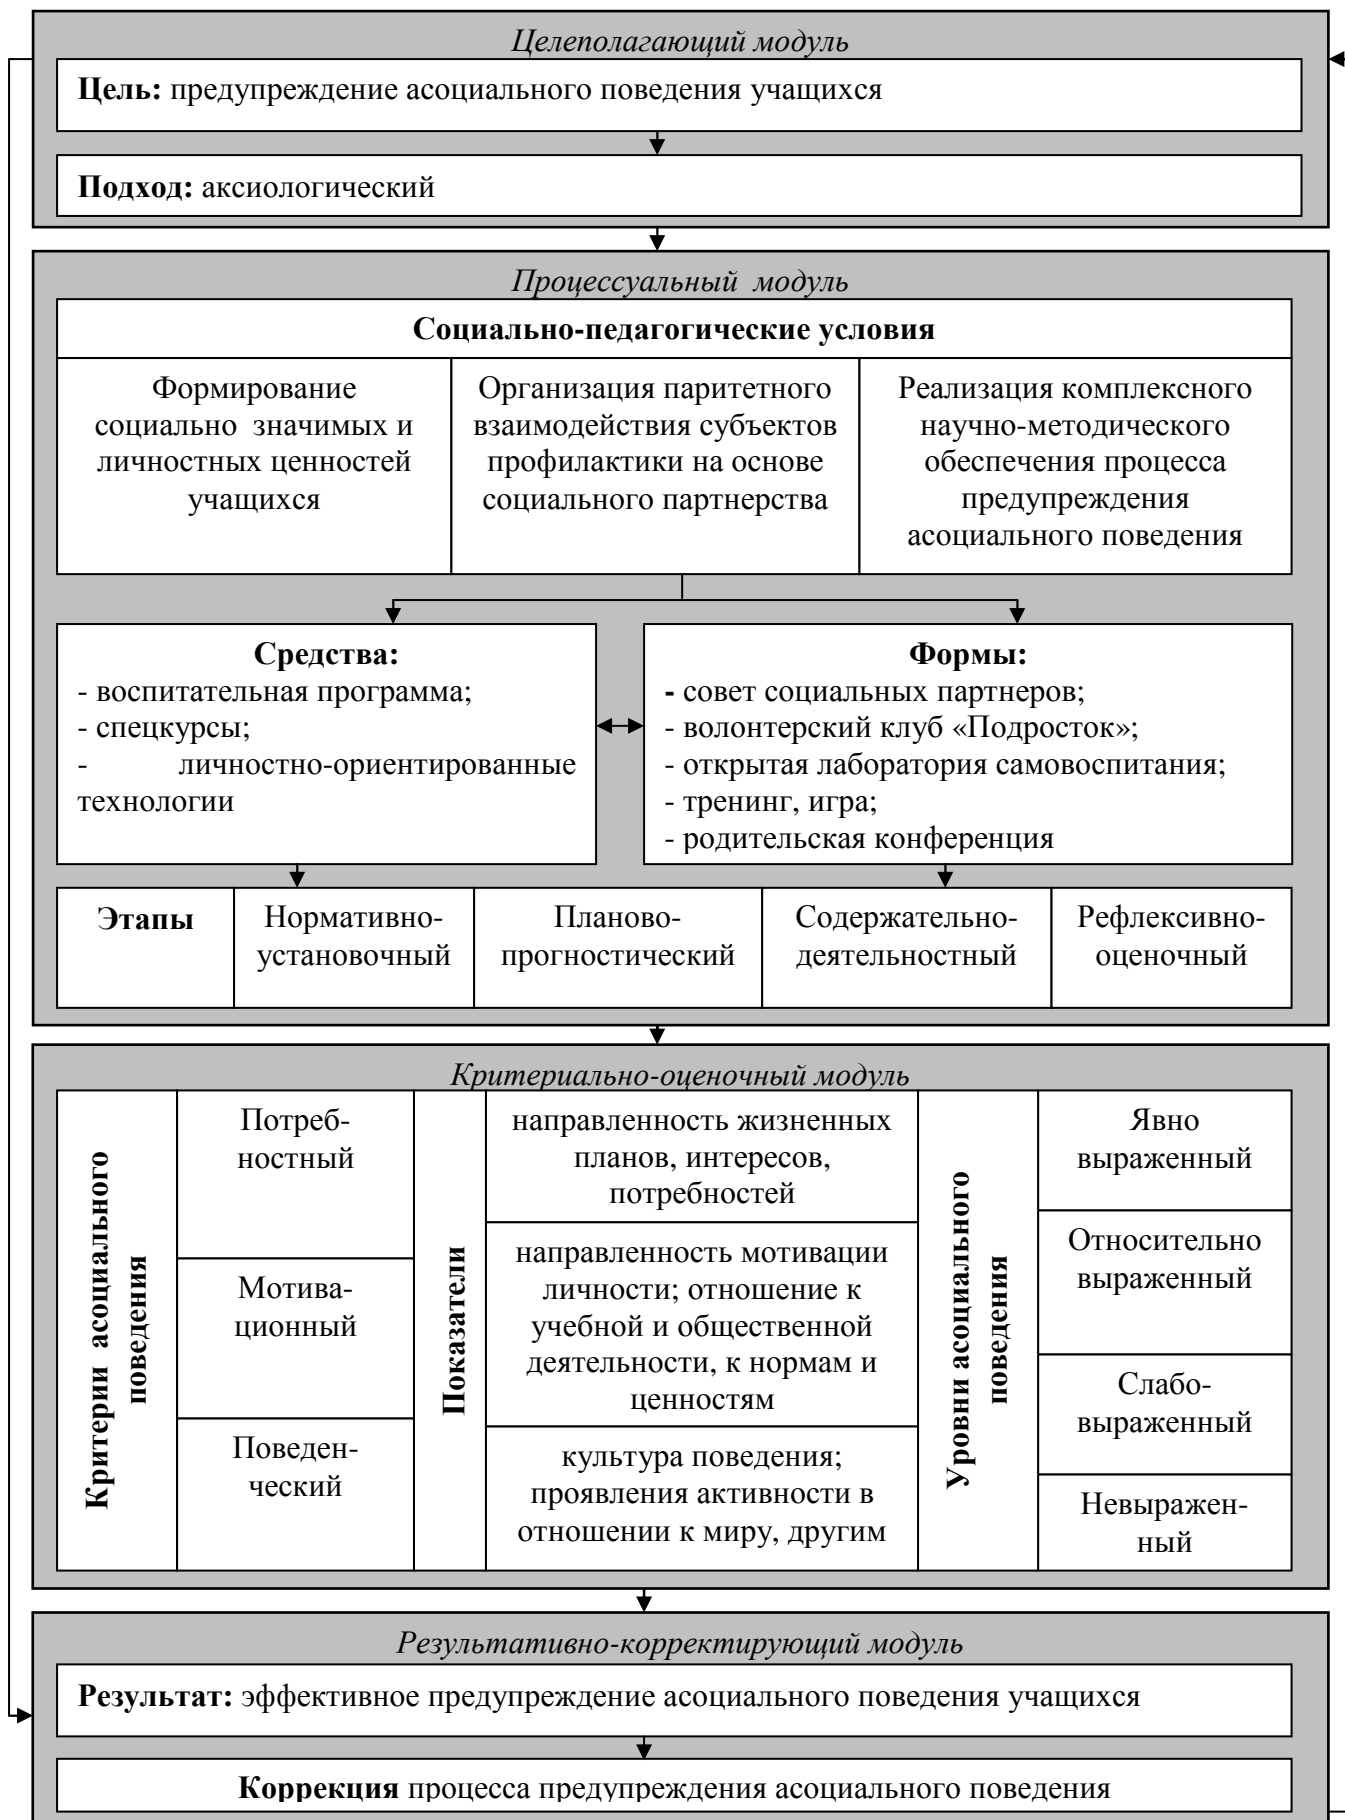 Целеполагающий модуль
Цель: предупреждение асоциального поведения учащихся
Подход: аксиологический
Процессуальный модуль
Социально-педагогические условия
Формирование
социально значимых и
личностных ценностей
учащихся
Организация паритетного
взаимодействия субъектов
профилактики на основе
социального партнерства
Реализация комплексного
научно-методического
обеспечения процесса
предупреждения
асоциального поведения
Средства:
- воспитательная программа;
- спецкурсы;
- личностно-ориентированные
технологии
Формы:
- совет социальных партнеров;
- волонтерский клуб «Подросток»;
- открытая лаборатория самовоспитания;
- тренинг, игра;
- родительская конференция
Этапы
Нормативно-
установочный
Планово-
прогностический
Содержательно-
деятельностный
Рефлексивно-
оценочный
Критериально-оценочный модуль
Критерии асоциального
поведения
Потреб-
ностный
Мотива-
ционный
Поведен-
ческий
Показатели
направленность жизненных
планов, интересов,
потребностей
направленность мотивации
личности; отношение к
учебной и общественной
деятельности, к нормам и
ценностям
культура поведения;
проявления активности в
отношении к миру, другим
Уровни асоциального
поведения
Явно
выраженный
Относительно
выраженный
Слабо-
выраженный
Невыражен-
ный
Результативно-корректирующий модуль
Результат: эффективное предупреждение асоциального поведения учащихся
Коррекция процесса предупреждения асоциального поведения